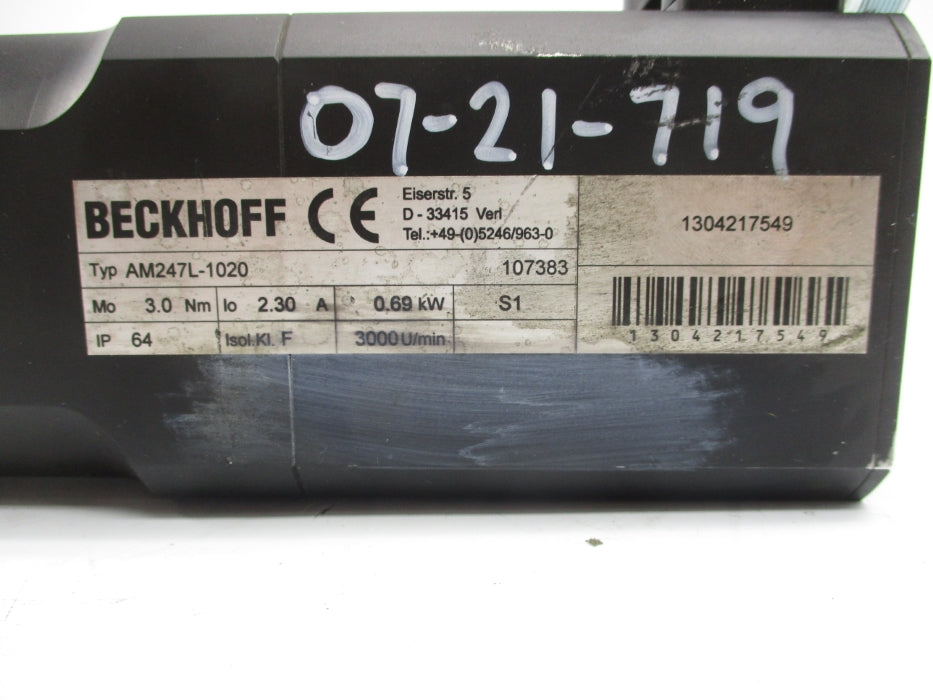 07-21-719
BECKHOFF CE
Eiserstr. 5
D - 33415 Verl
Tel.:+49-(0)5246/963-0
1304217549
Typ AM247L-1020 107383
Mo 3.0 Nm Io 2.30 A 0.69 kW S1
IP 64 Isol.Kl. F 3000 U/min
1304217549